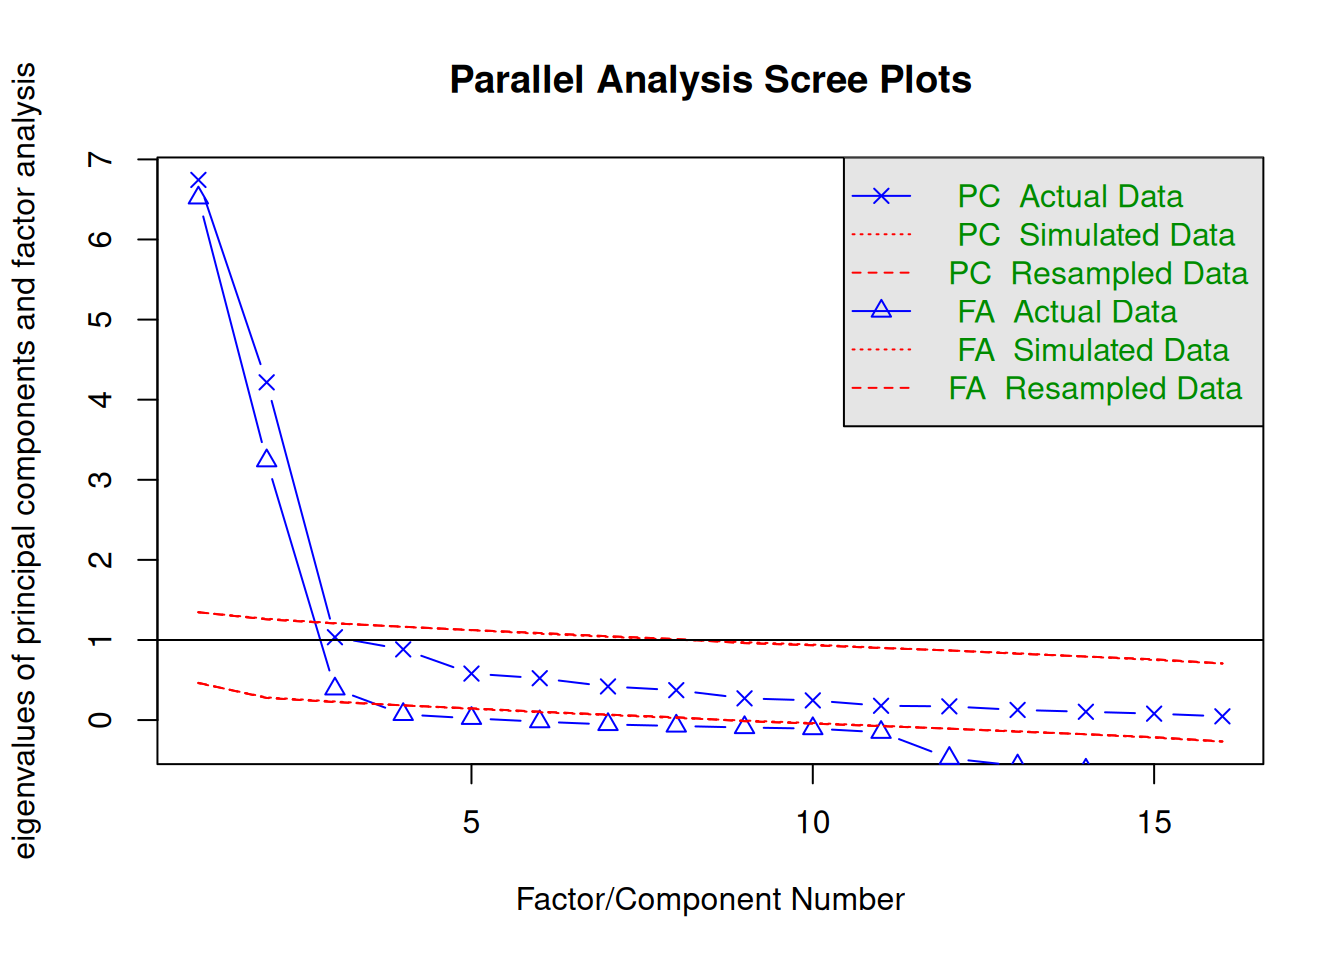 Parallel Analysis Scree Plots
eigenvalues of principal components and factor analysis
7
6
5
4
3
2
1
0
PC Actual Data
PC Simulated Data
PC Resampled Data
FA Actual Data
FA Simulated Data
FA Resampled Data
5 10 15
Factor/Component Number